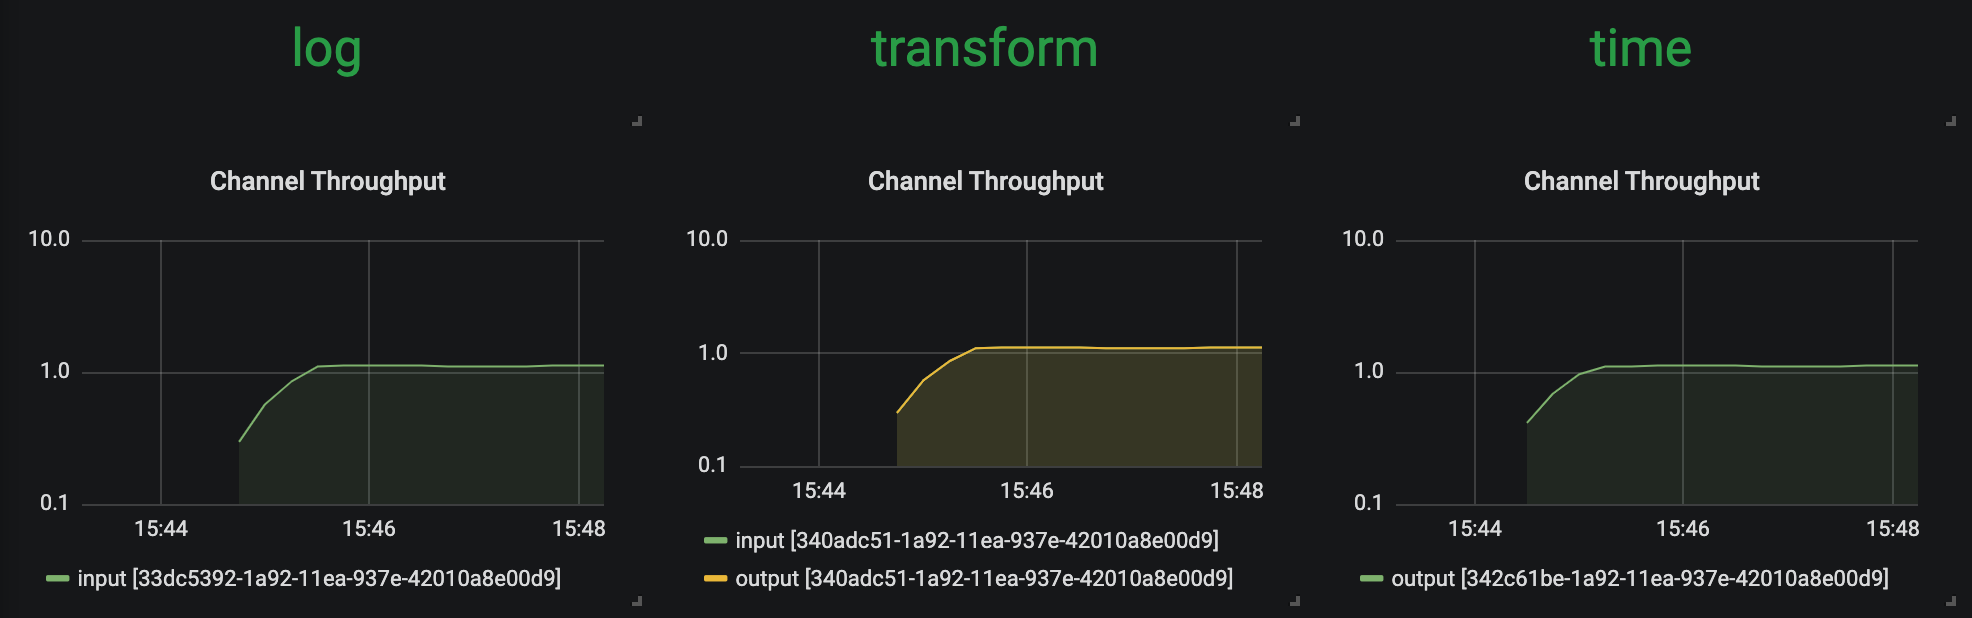 log
Channel Throughput
10.0
1.0
0.1
15:44 15:46 15:48
input [33dc5392-1a92-11ea-937e-42010a8e00d9]
transform
Channel Throughput
10.0
1.0
0.1
15:44 15:46 15:48
input [340adc51-1a92-11ea-937e-42010a8e00d9]
output [340adc51-1a92-11ea-937e-42010a8e00d9]
time
Channel Throughput
10.0
1.0
0.1
15:44 15:46 15:48
output [342c61be-1a92-11ea-937e-42010a8e00d9]